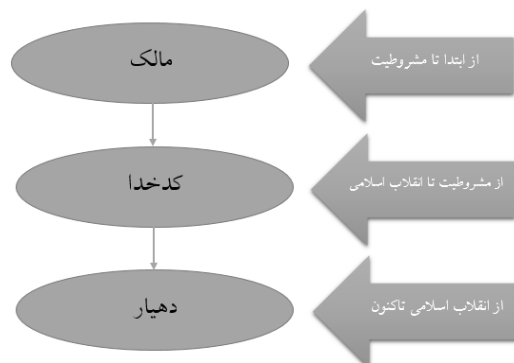 از ابتدا تا مشروطیت
مالک
از مشروطیت تا انقلاب اسلامی
کدخدا
از انقلاب اسلامی تاکنون
دهیار